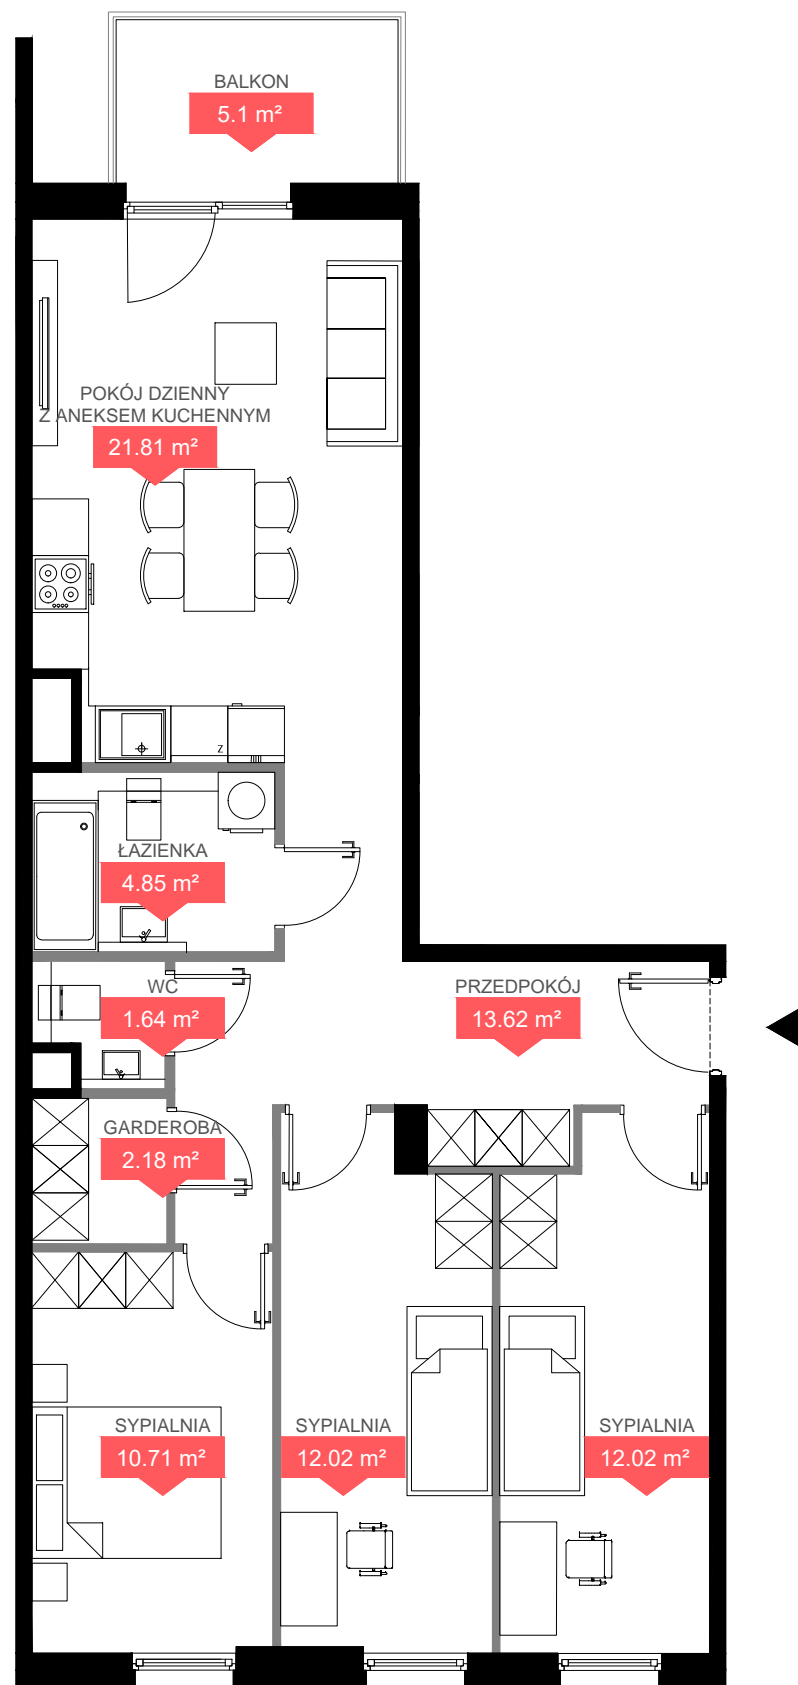 BALKON
5.1 m²
POKÓJ DZIENNY
Z ANEKSEM KUCHENNYM
21.81 m²
Z
ŁAZIENKA
4.85 m²
WC
1.64 m²
PRZEDPOKÓJ
13.62 m²
GARDEROBA
2.18 m²
SYPIALNIA
10.71 m²
SYPIALNIA
12.02 m²
SYPIALNIA
12.02 m²